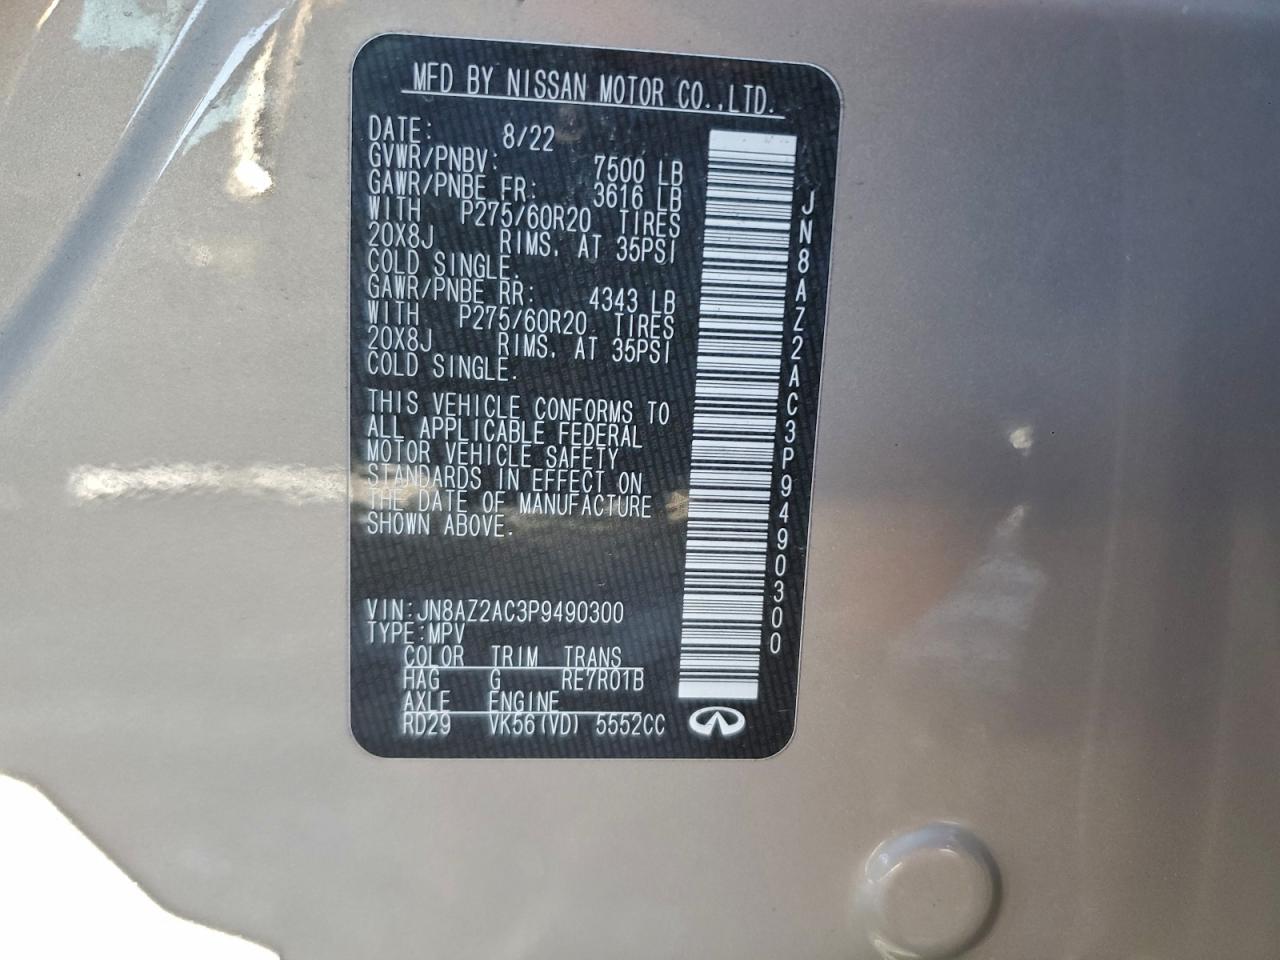 MFD BY NISSAN MOTOR CO.,LTD.
DATE: 8/22
GVWR/PNBV: 7500 LB
GAWR/PNBE FR: 3616 LB
WITH P275/60R20 TIRES
20X8J RIMS, AT 35PSI
COLD SINGLE.
GAWR/PNBE RR: 4343 LB
WITH P275/60R20 TIRES
20X8J RIMS, AT 35PSI
COLD SINGLE.
THIS VEHICLE CONFORMS TO
ALL APPLICABLE FEDERAL
MOTOR VEHICLE SAFETY
STANDARDS IN EFFECT ON
THE DATE OF MANUFACTURE
SHOWN ABOVE.
VIN:JN8AZ2AC3P9490300
TYPE:MPV
COLOR TRIM TRANS
HAG G RE7R01B
AXLE ENGINE
RD29 VK56(VD) 5552CC
JN8AZ2AC3P9490300